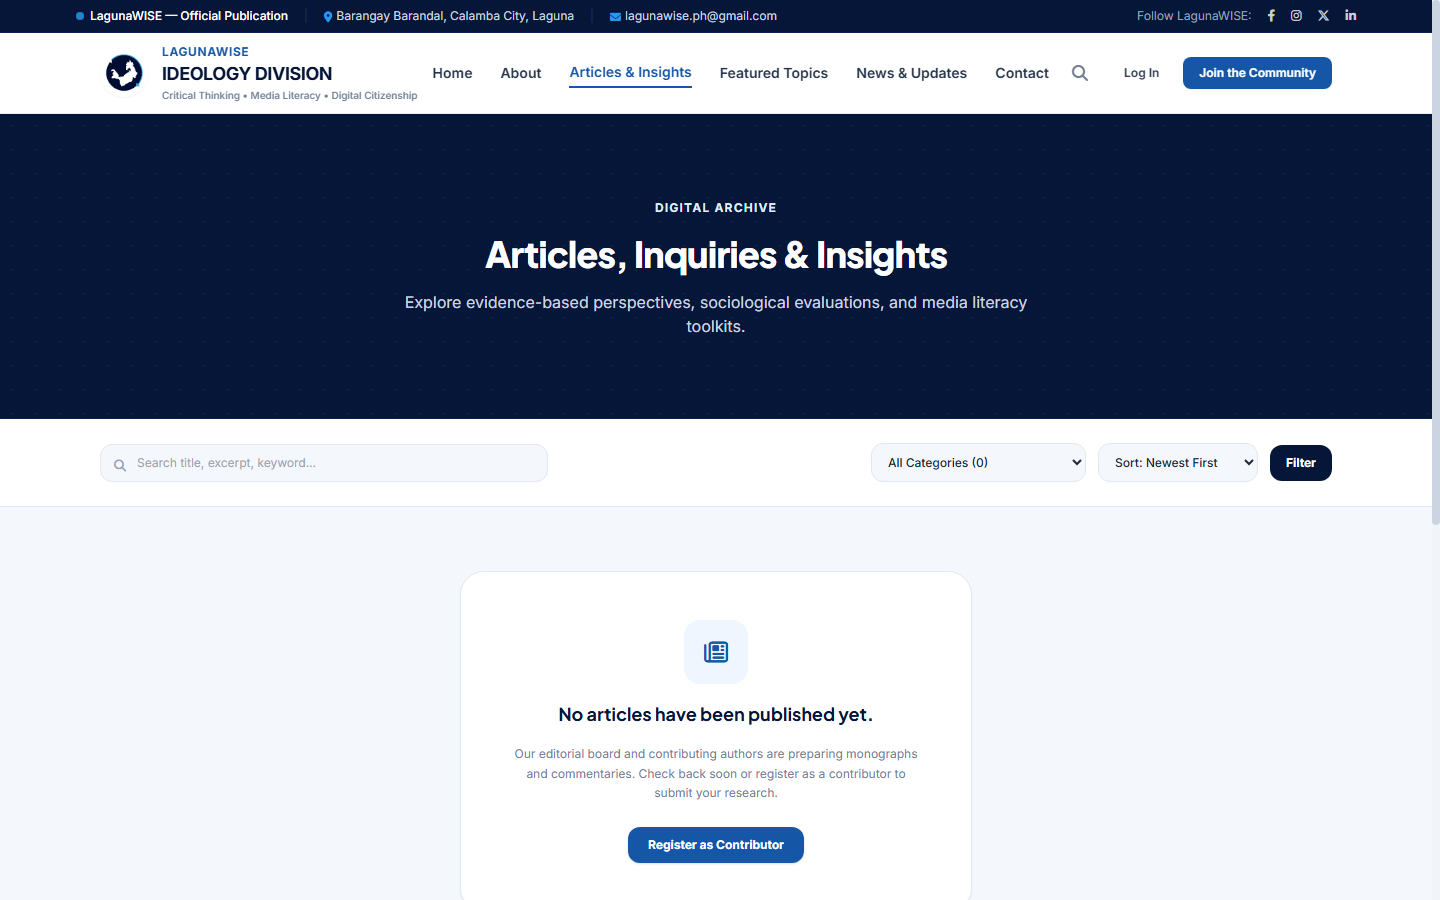 LagunaWISE — Official Publication
Barangay Barandal, Calamba City, Laguna
lagunawise.ph@gmail.com
Follow LagunaWISE:
LAGUNAWISE
IDEOLOGY DIVISION
Critical Thinking • Media Literacy • Digital Citizenship
Home
About
Articles & Insights
Featured Topics
News & Updates
Contact
Log In
Join the Community
DIGITAL ARCHIVE
Articles, Inquiries & Insights
Explore evidence-based perspectives, sociological evaluations, and media literacy
toolkits.
Search title, excerpt, keyword...
All Categories (0)
Sort: Newest First
Filter
No articles have been published yet.
Our editorial board and contributing authors are preparing monographs
and commentaries. Check back soon or register as a contributor to
submit your research.
Register as Contributor